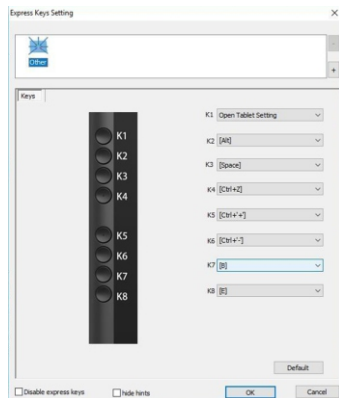 Express Keys Setting
Other
-
+
Keys
K1
K2
K3
K4
K5
K6
K7
K8
K1 Open Tablet Setting
K2 [Alt]
K3 [Space]
K4 [Ctrl+Z]
K5 [Ctrl+'+']
K6 [Ctrl+'-']
K7 [B]
K8 [E]
Default
Disable express keys
hide hints
OK
Cancel